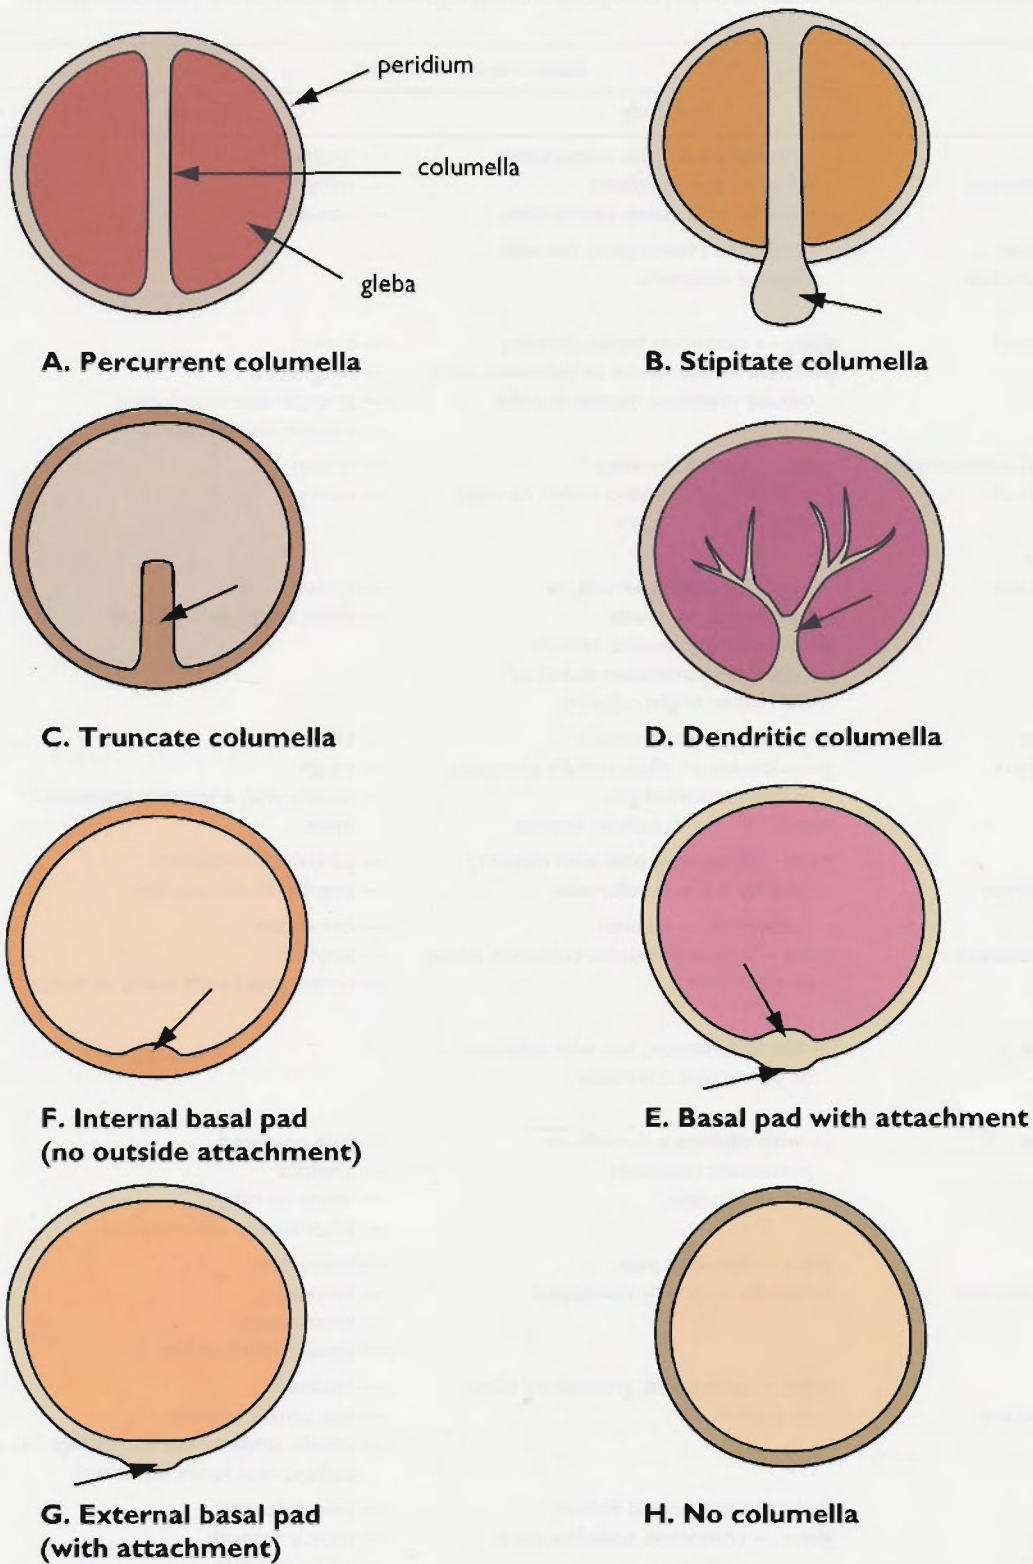 peridium
columella
gleba
A. Percurrent columella
B. Stipitate columella
C. Truncate columella
D. Dendritic columella
F. Internal basal pad
(no outside attachment)
E. Basal pad with attachment
G. External basal pad
(with attachment)
H. No columella